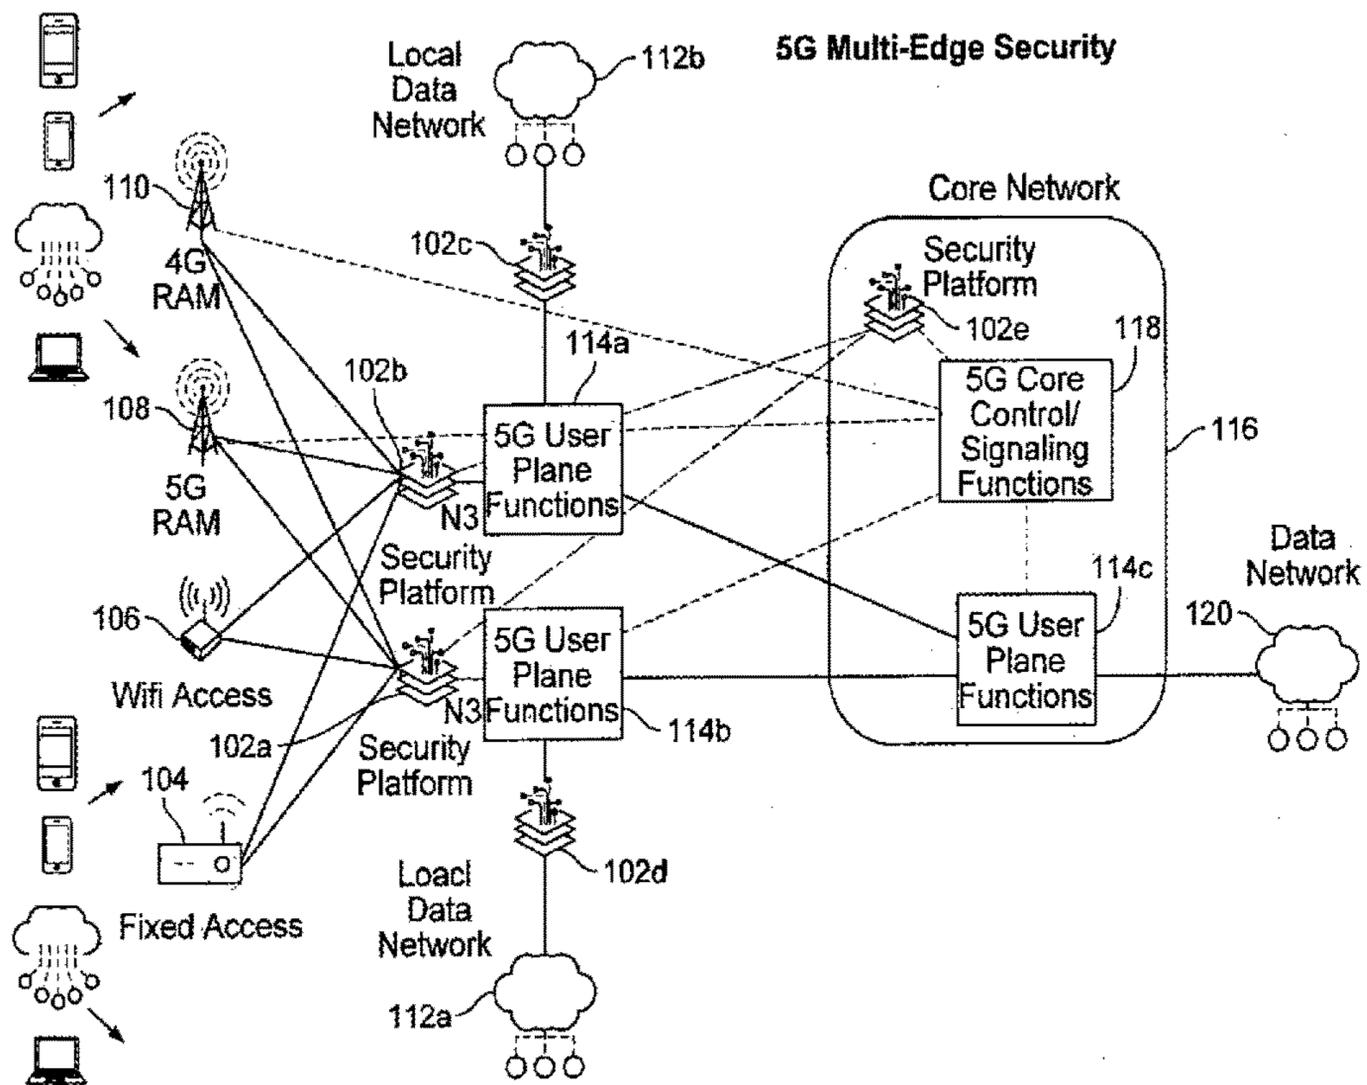 5G Multi-Edge Security
Local
Data
Network
112b
110
4G
RAM
102c
Core Network
Security
Platform
102e
118
5G Core
Control/
Signaling
Functions
116
108
5G
RAM
102b
114a
5G User
Plane
Functions
N3
Security
Platform
106
Wifi Access
102a
N3
Security
Platform
5G User
Plane
Functions
114b
114c
5G User
Plane
Functions
Data
Network
120
104
Fixed Access
102d
Loacl
Data
Network
112a